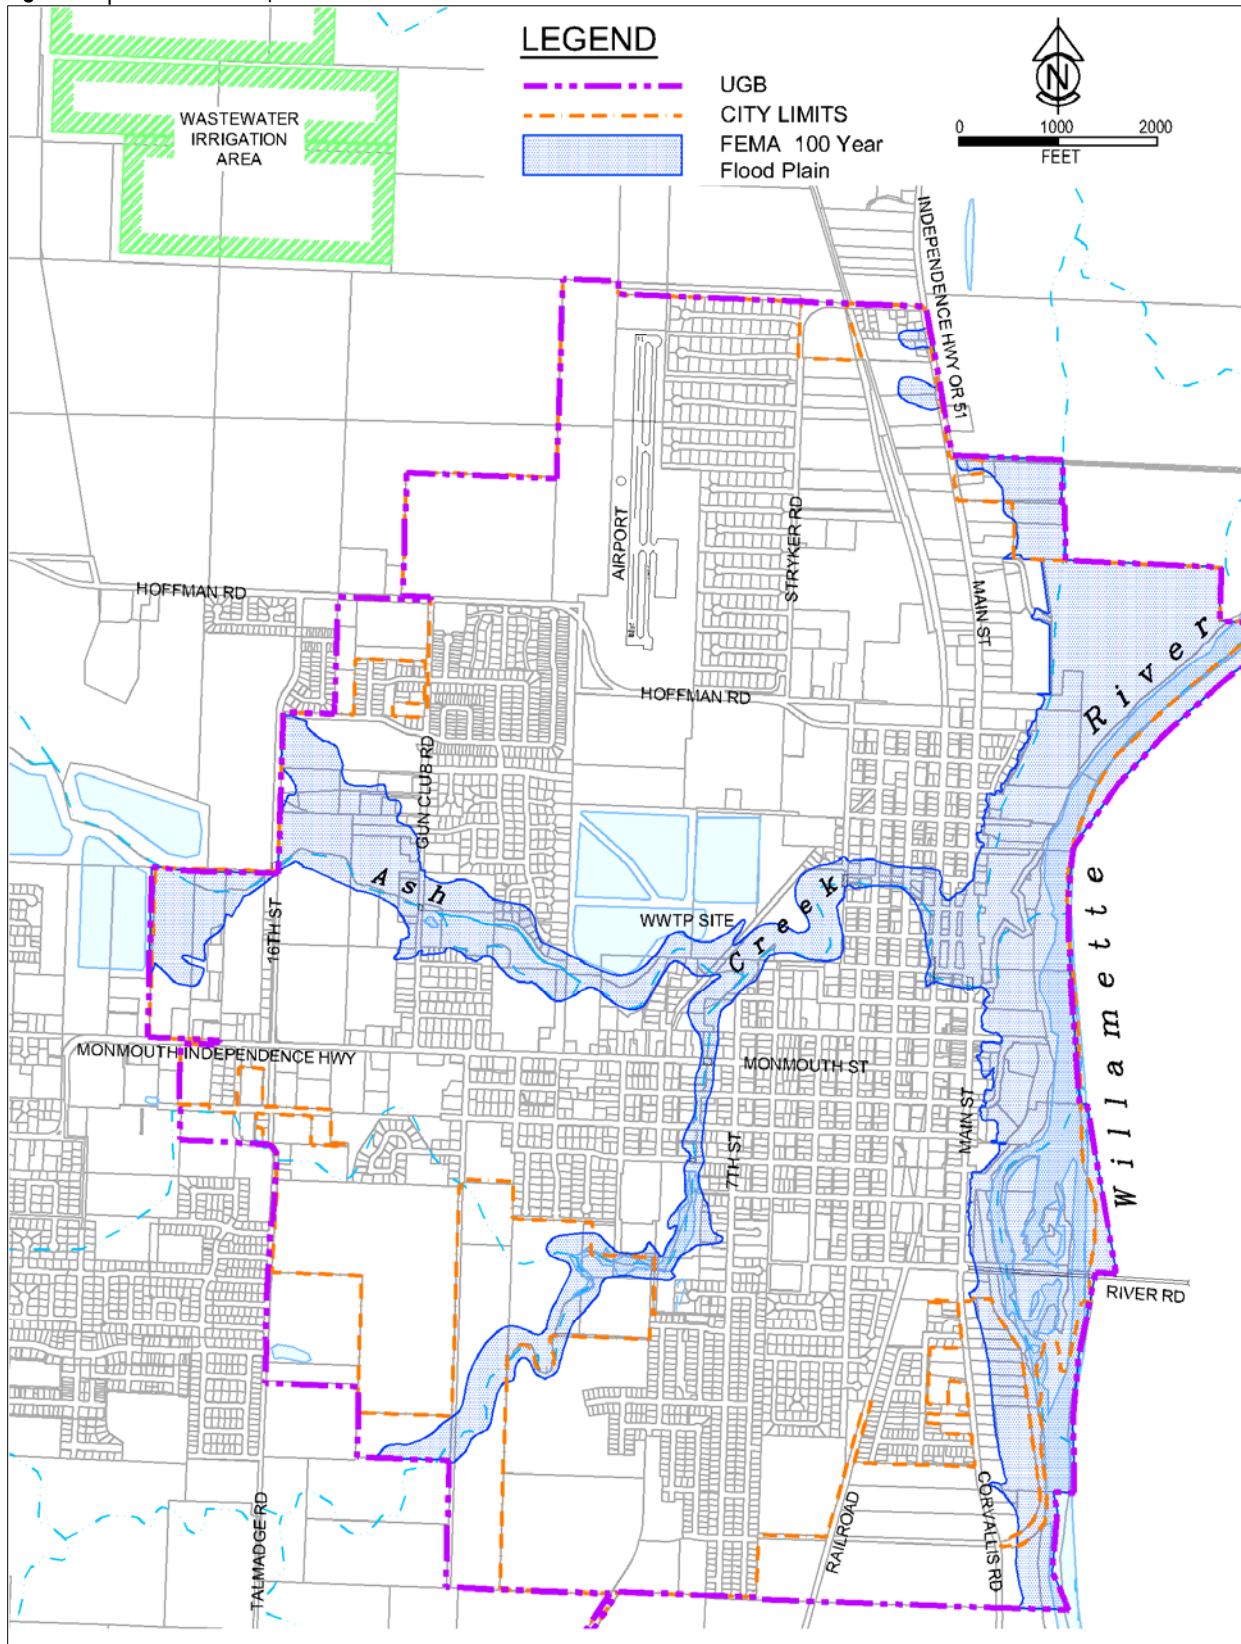 LEGEND
UGB
CITY LIMITS
FEMA 100 Year
Flood Plain
N
0 1000 2000
FEET
WASTEWATER
IRRIGATION
AREA
INDEPENDENCE HWY OR 51
AIRPORT
STRYKER RD
HOFFMAN RD
MAIN ST
River
HOFFMAN RD
GUN CLUB RD
Ash
Creek
WWTP SITE
16TH ST
Willamette
MONMOUTH INDEPENDENCE HWY
MONMOUTH ST
MAIN ST
7TH ST
RIVER RD
TALMADGE RD
RAILROAD
CORVALLIS RD